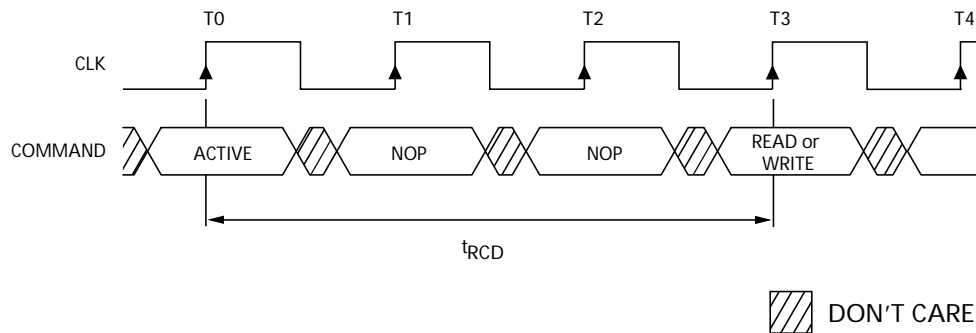 T0 T1 T2 T3 T4
CLK
COMMAND ACTIVE NOP NOP READ or
WRITE
tRCD
DON'T CARE